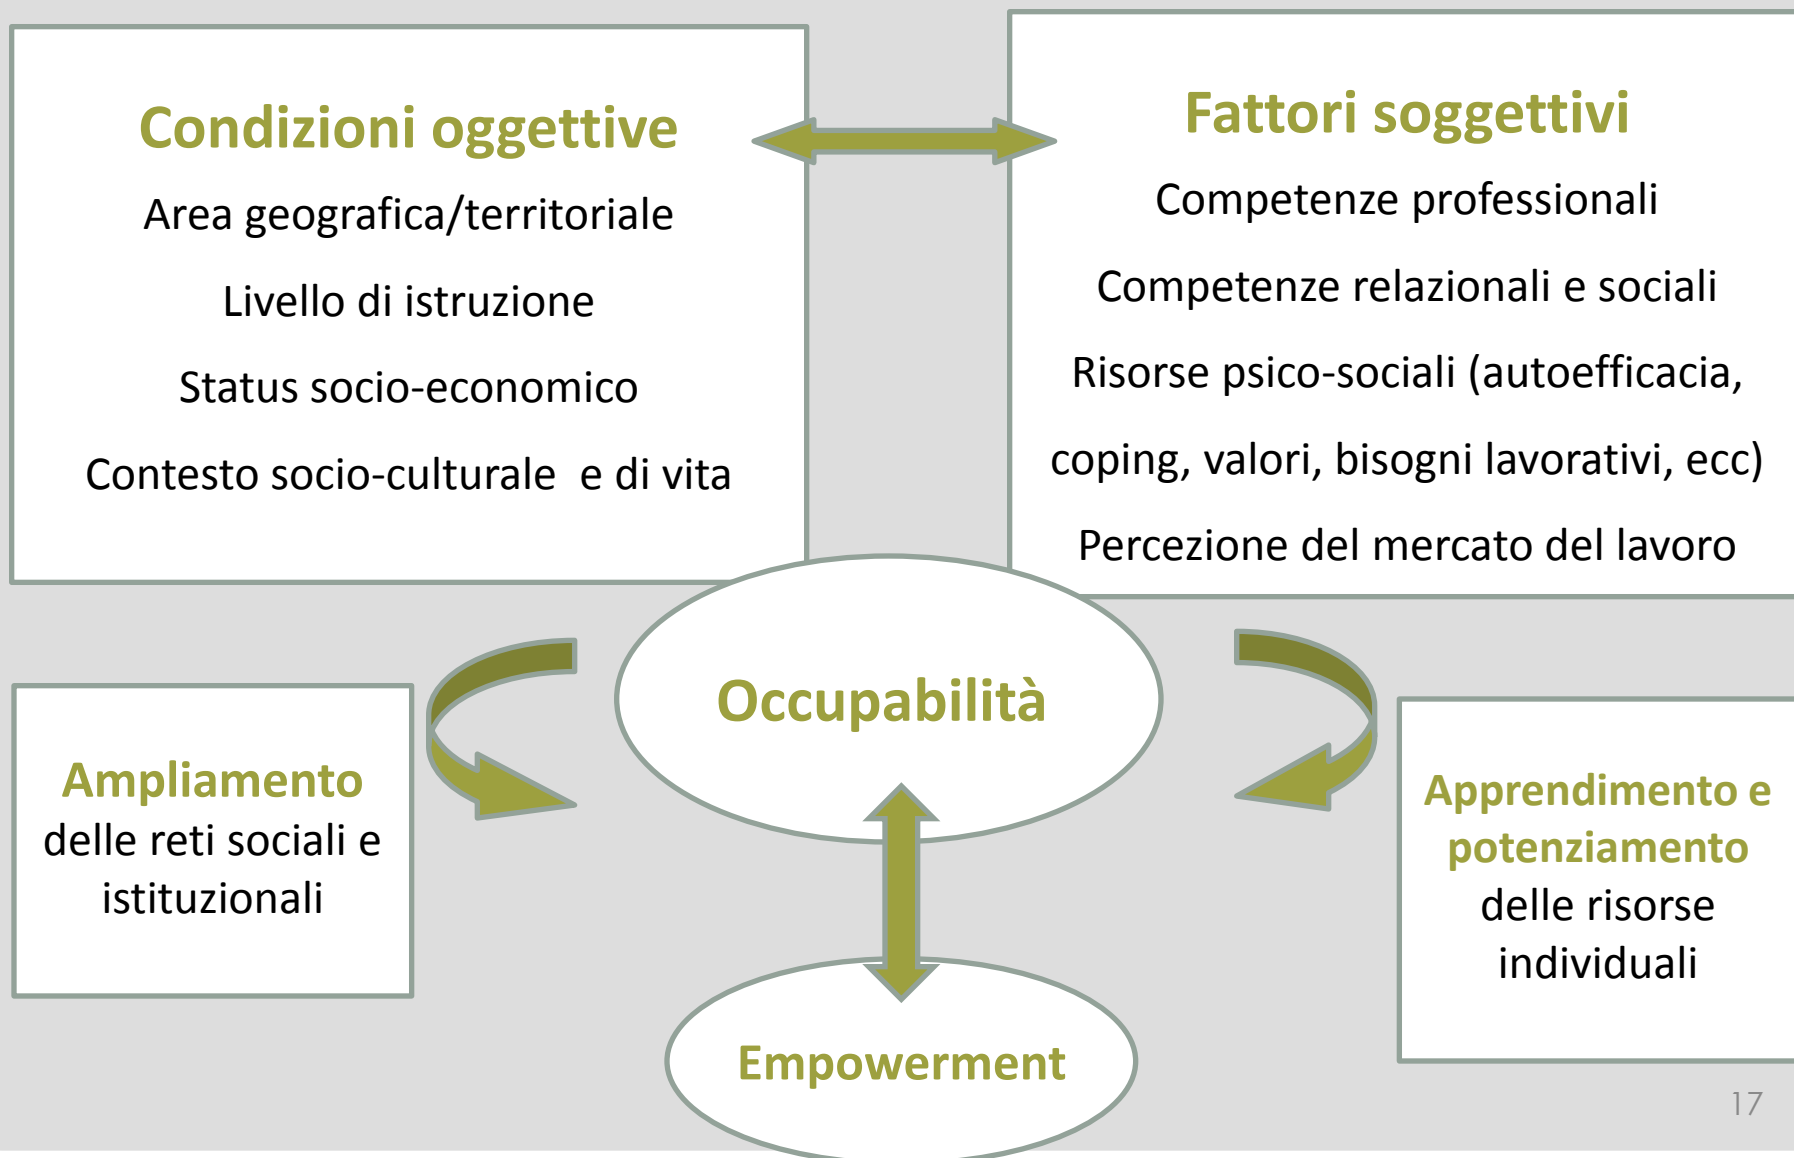 Condizioni oggettive
Area geografica/territoriale
Livello di istruzione
Status socio-economico
Contesto socio-culturale e di vita
Fattori soggettivi
Competenze professionali
Competenze relazionali e sociali
Risorse psico-sociali (autoefficacia,
coping, valori, bisogni lavorativi, ecc)
Percezione del mercato del lavoro
Occupabilità
Ampliamento
delle reti sociali e
istituzionali
Apprendimento e
potenziamento
delle risorse
individuali
Empowerment
17